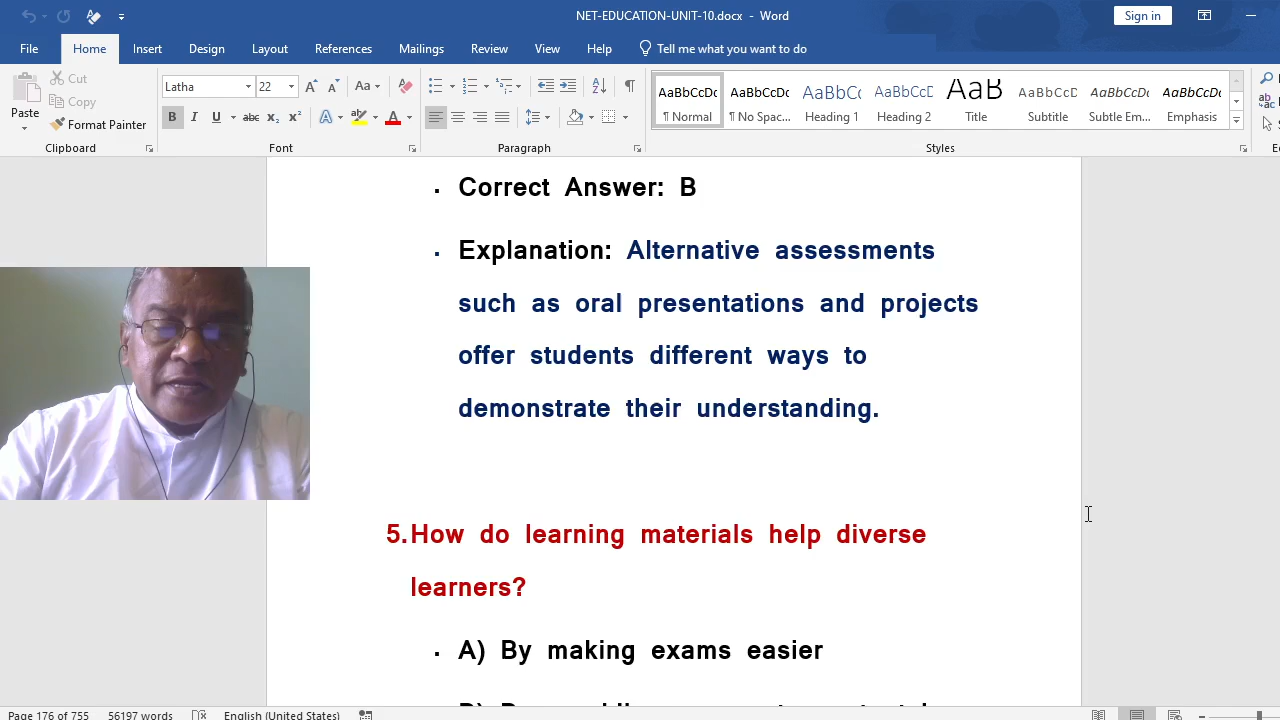 NET-EDUCATION-UNIT-10.docx - Word
Sign in
File Home Insert Design Layout References Mailings Review View Help Tell me what you want to do
Paste
Cut
Copy
Format Painter
Clipboard
Latha 22
Font
Paragraph
AaBbCcDc AaBbCcDc AaBbCc AaBbCcD AaB AaBbCcD AaBbCcDc AaBbCcDc
¶ Normal ¶ No Spac... Heading 1 Heading 2 Title Subtitle Subtle Em... Emphasis
Styles
Correct Answer: B
Explanation: Alternative assessments
such as oral presentations and projects
offer students different ways to
demonstrate their understanding.
5. How do learning materials help diverse
learners?
A) By making exams easier
Page 176 of 755 56197 words English (United States)